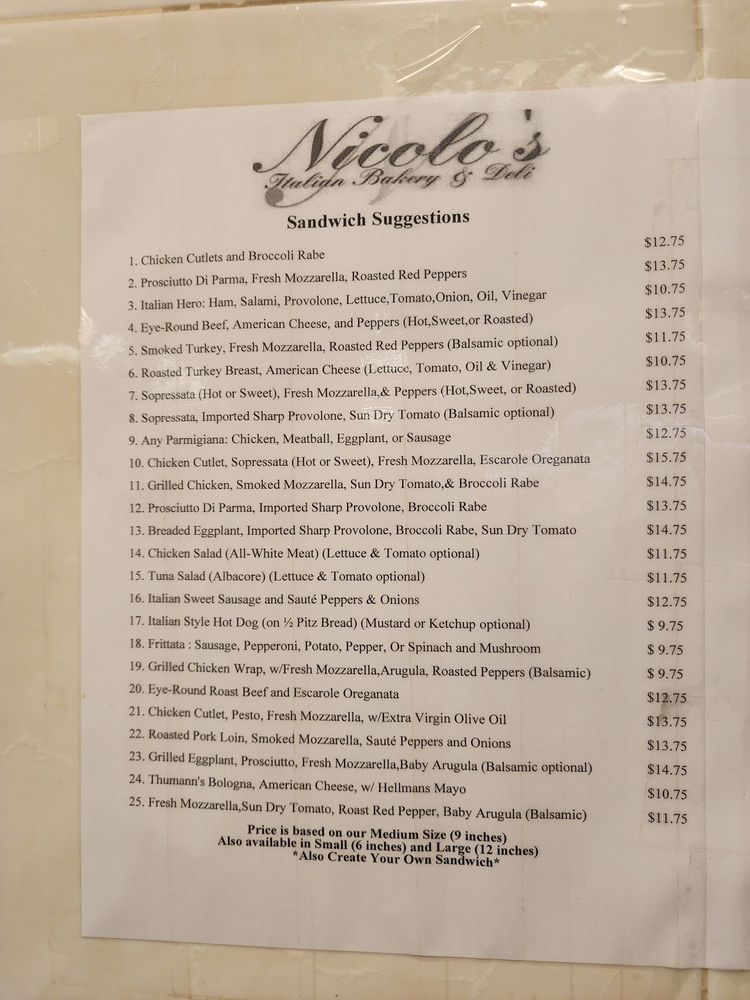 Nicolo's
Italian Bakery & Deli
Sandwich Suggestions
1. Chicken Cutlets and Broccoli Rabe $12.75
2. Prosciutto Di Parma, Fresh Mozzarella, Roasted Red Peppers $13.75
3. Italian Hero: Ham, Salami, Provolone, Lettuce,Tomato,Onion, Oil, Vinegar $10.75
4. Eye-Round Beef, American Cheese, and Peppers (Hot,Sweet,or Roasted) $13.75
5. Smoked Turkey, Fresh Mozzarella, Roasted Red Peppers (Balsamic optional) $11.75
6. Roasted Turkey Breast, American Cheese (Lettuce, Tomato, Oil & Vinegar) $10.75
7. Sopressata (Hot or Sweet), Fresh Mozzarella,& Peppers (Hot,Sweet, or Roasted) $13.75
8. Sopressata, Imported Sharp Provolone, Sun Dry Tomato (Balsamic optional) $13.75
9. Any Parmigiana: Chicken, Meatball, Eggplant, or Sausage $12.75
10. Chicken Cutlet, Sopressata (Hot or Sweet), Fresh Mozzarella, Escarole Oreganata $15.75
11. Grilled Chicken, Smoked Mozzarella, Sun Dry Tomato,& Broccoli Rabe $14.75
12. Prosciutto Di Parma, Imported Sharp Provolone, Broccoli Rabe $13.75
13. Breaded Eggplant, Imported Sharp Provolone, Broccoli Rabe, Sun Dry Tomato $14.75
14. Chicken Salad (All-White Meat) (Lettuce & Tomato optional) $11.75
15. Tuna Salad (Albacore) (Lettuce & Tomato optional) $11.75
16. Italian Sweet Sausage and Sauté Peppers & Onions $12.75
17. Italian Style Hot Dog (on ½ Pitz Bread) (Mustard or Ketchup optional) $ 9.75
18. Frittata : Sausage, Pepperoni, Potato, Pepper, Or Spinach and Mushroom $ 9.75
19. Grilled Chicken Wrap, w/Fresh Mozzarella,Arugula, Roasted Peppers (Balsamic) $ 9.75
20. Eye-Round Roast Beef and Escarole Oreganata $12.75
21. Chicken Cutlet, Pesto, Fresh Mozzarella, w/Extra Virgin Olive Oil $13.75
22. Roasted Pork Loin, Smoked Mozzarella, Sauté Peppers and Onions $13.75
23. Grilled Eggplant, Prosciutto, Fresh Mozzarella,Baby Arugula (Balsamic optional) $14.75
24. Thumann's Bologna, American Cheese, w/ Hellmans Mayo $10.75
25. Fresh Mozzarella,Sun Dry Tomato, Roast Red Pepper, Baby Arugula (Balsamic) $11.75
Price is based on our Medium Size (9 inches)
Also available in Small (6 inches) and Large (12 inches)
*Also Create Your Own Sandwich*